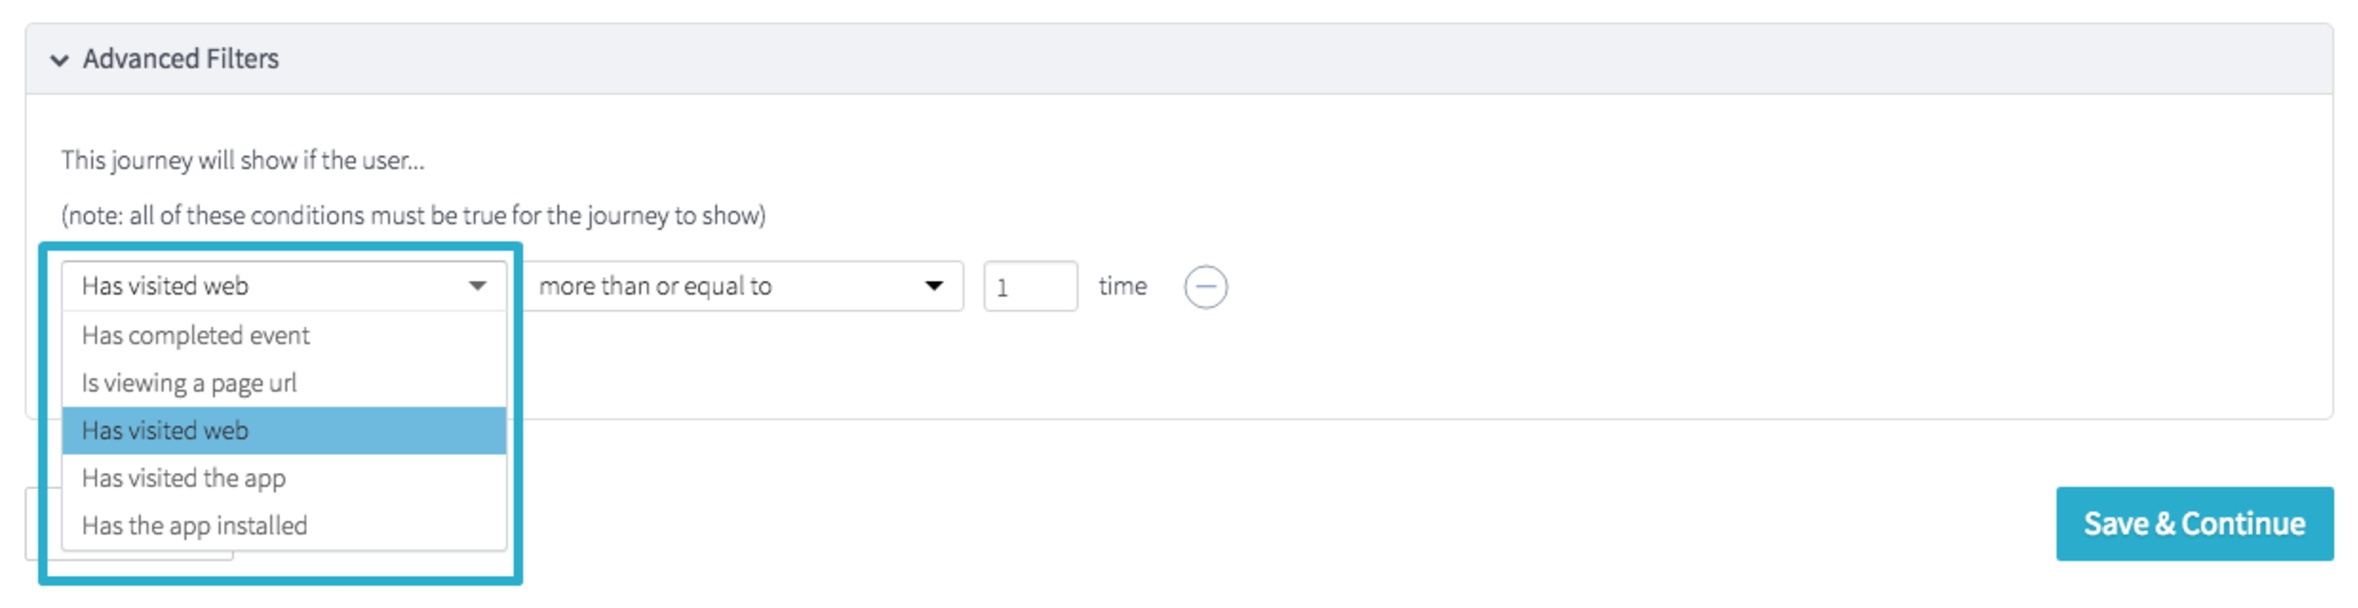 Advanced Filters
This journey will show if the user...
(note: all of these conditions must be true for the journey to show)
Has visited web more than or equal to 1 time
Has completed event
Is viewing a page url
Has visited web
Has visited the app
Has the app installed
Save & Continue